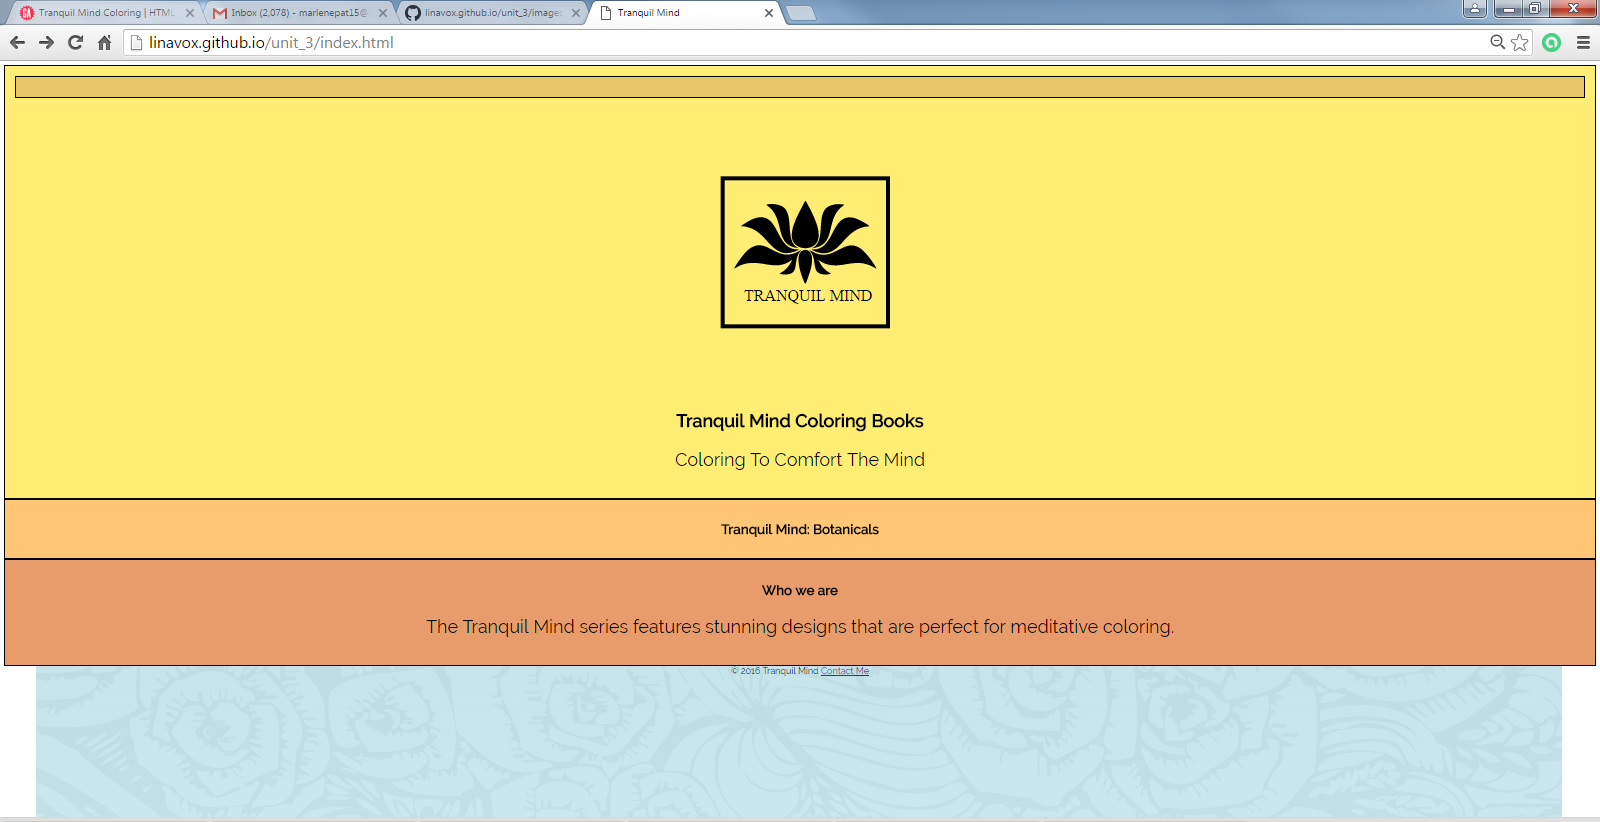 Tranquil Mind Coloring | HTML
Inbox (2,078) - marlenepat15@
linavox.github.io/unit_3/image
Tranquil Mind
linavox.github.io/unit_3/index.html
TRANQUIL MIND
Tranquil Mind Coloring Books
Coloring To Comfort The Mind
Tranquil Mind: Botanicals
Who we are
The Tranquil Mind series features stunning designs that are perfect for meditative coloring.
© 2016 Tranquil Mind Contact Me